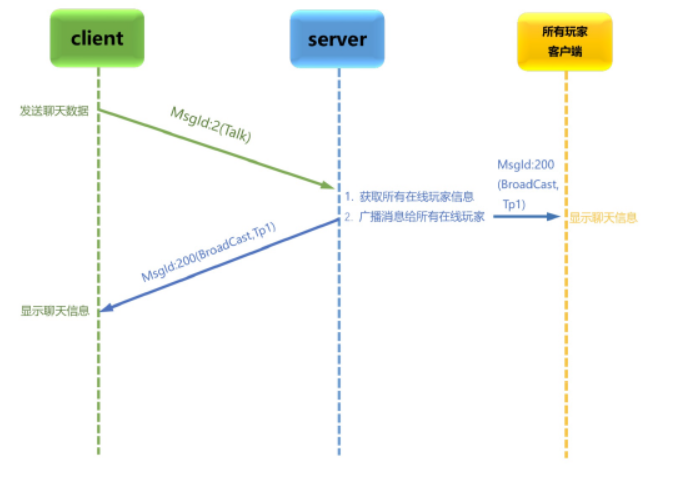 client
server
所有玩家
客户端
发送聊天数据
MsgId:2(Talk)
MsgId:200
(BroadCast,
Tp1)
1. 获取所有在线玩家信息
2. 广播消息给所有在线玩家
显示聊天信息
MsgId:200(BroadCast,Tp1)
显示聊天信息